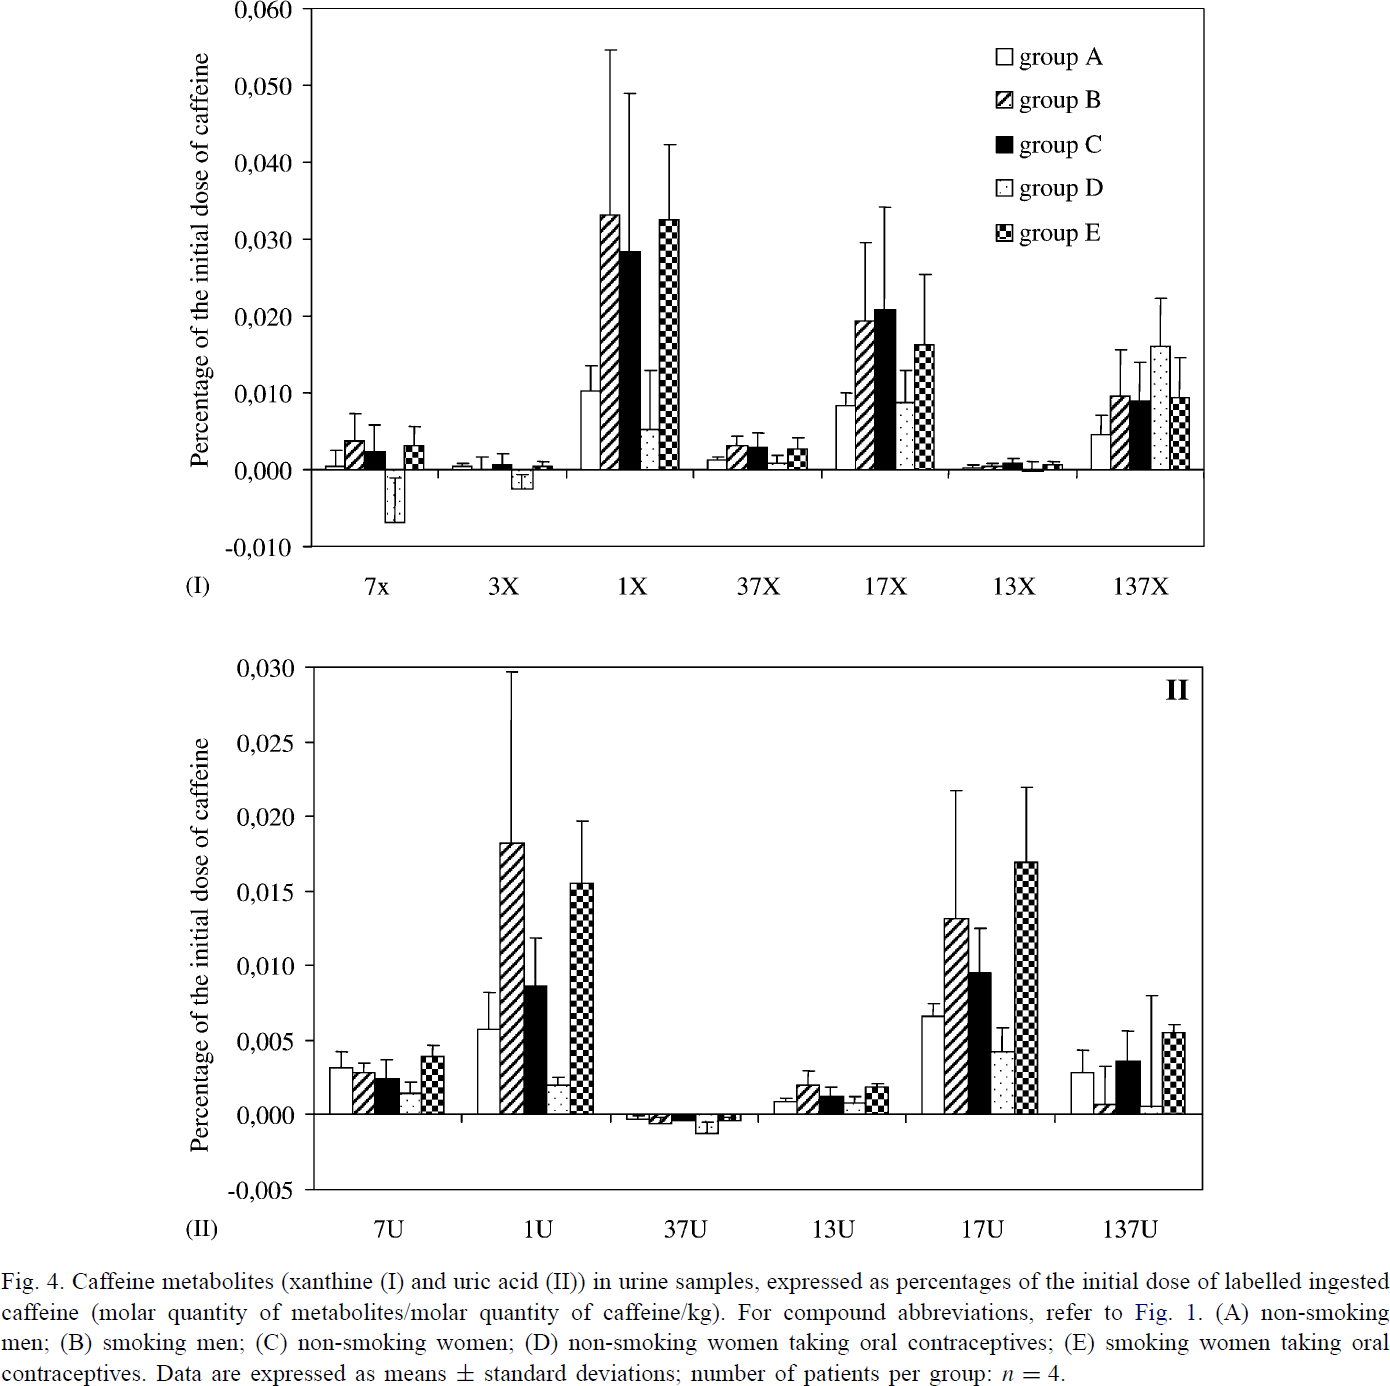 0,060
0,050
0,040
0,030
0,020
0,010
0,000
-0,010
Percentage of the initial dose of caffeine
group A
group B
group C
group D
group E
(I) 7x 3X 1X 37X 17X 13X 137X
0,030
0,025
0,020
0,015
0,010
0,005
0,000
-0,005
Percentage of the initial dose of caffeine
II
(II) 7U 1U 37U 13U 17U 137U
Fig. 4. Caffeine metabolites (xanthine (I) and uric acid (II)) in urine samples, expressed as percentages of the initial dose of labelled ingested
caffeine (molar quantity of metabolites/molar quantity of caffeine/kg). For compound abbreviations, refer to Fig. 1. (A) non-smoking
men; (B) smoking men; (C) non-smoking women; (D) non-smoking women taking oral contraceptives; (E) smoking women taking oral
contraceptives. Data are expressed as means ± standard deviations; number of patients per group: n = 4.